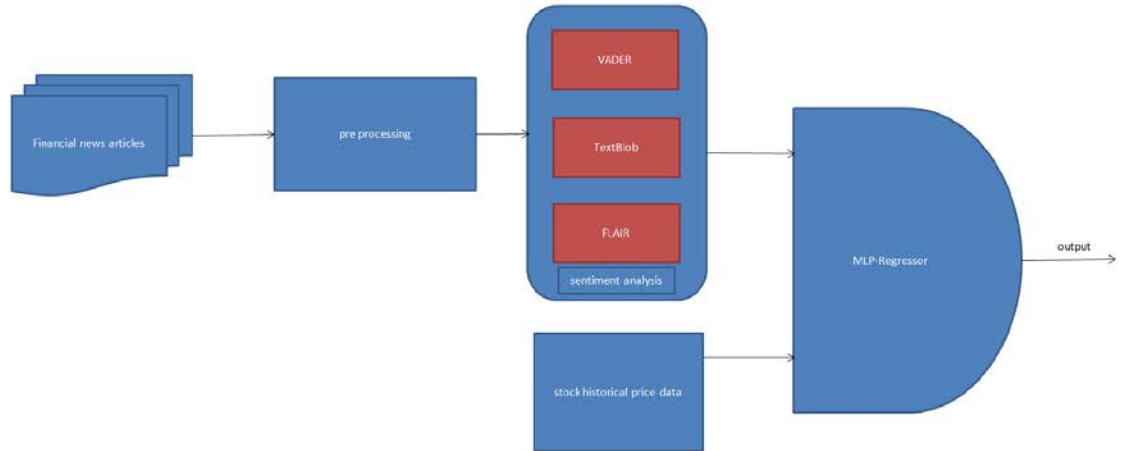 VADER
Financial news articles
pre processing
TextBlob
FLAIR
sentiment analysis
MLP-Regressor
output
stock historical price data